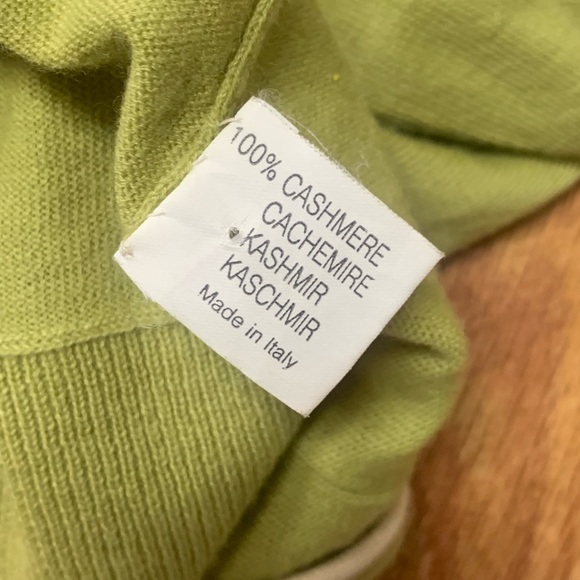 100% CASHMERE
CACHEMIRE
KASHMIR
KASCHMIR
Made in Italy